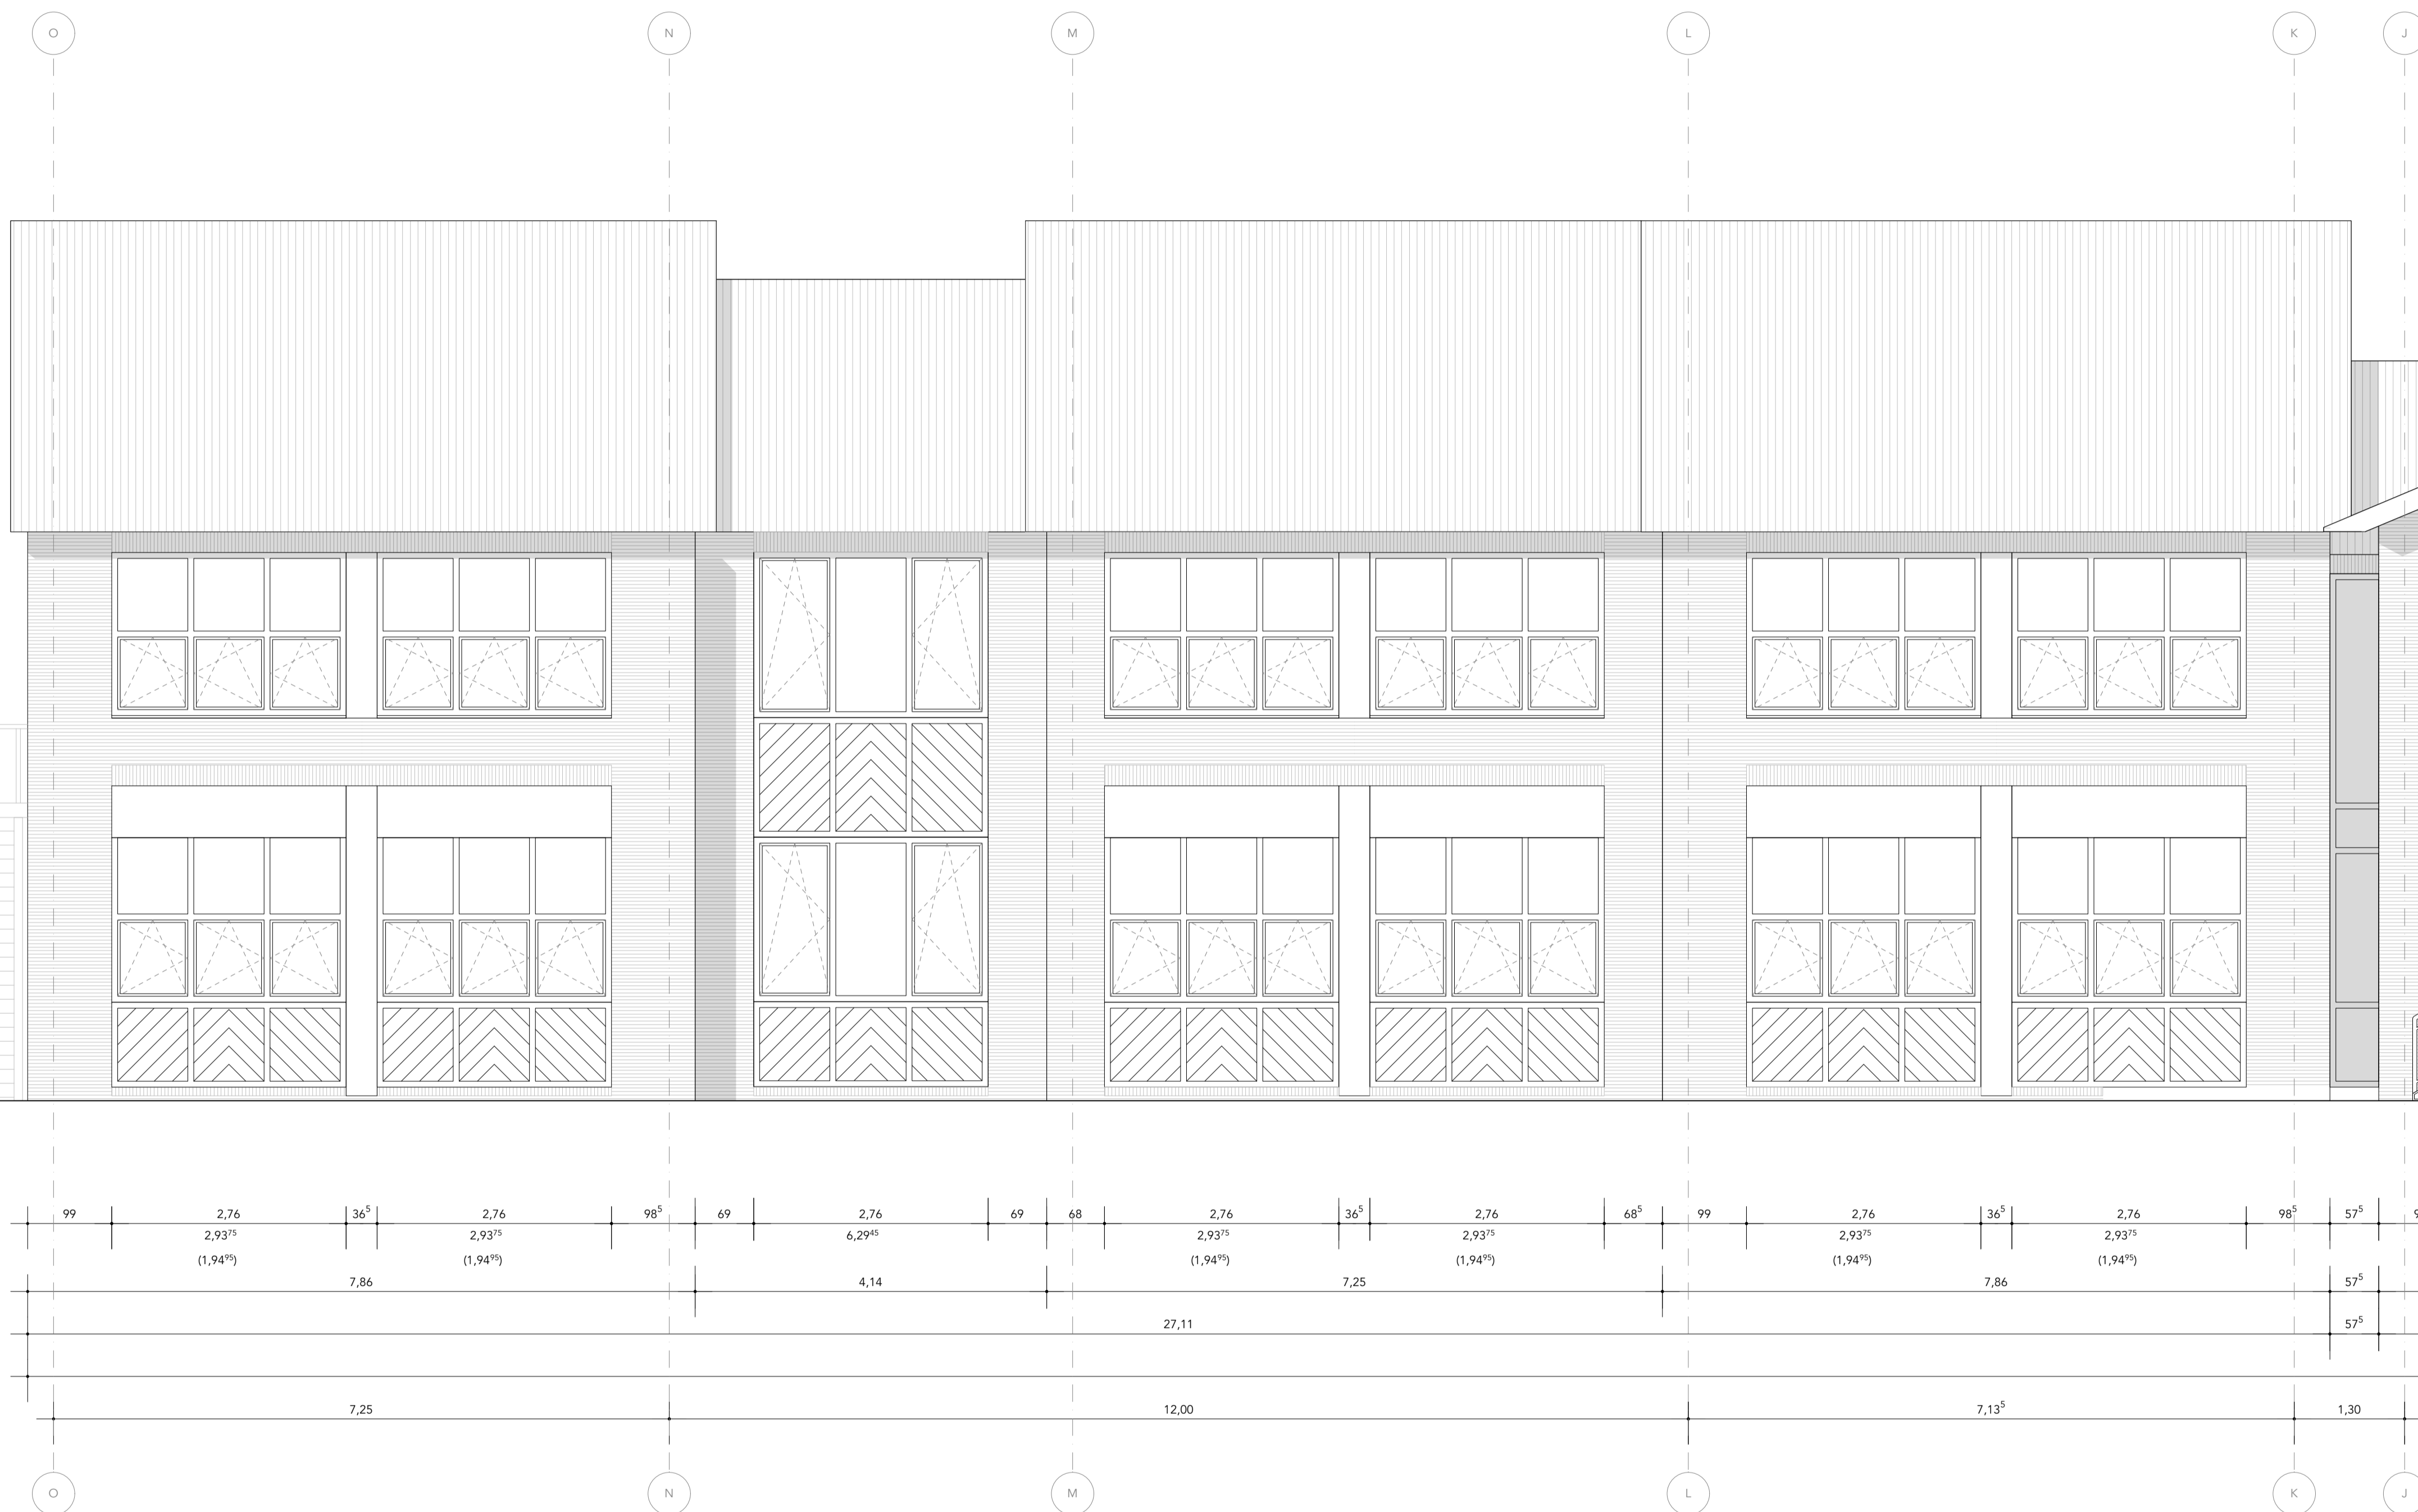 O N M L K J
99 2,76 36⁵ 2,76 98⁵ 69 2,76 69 68 2,76 36⁵ 2,76 68⁵ 99 2,76 36⁵ 2,76 98⁵ 57⁵
2,93⁷⁵ 2,93⁷⁵ 6,29⁴⁵ 2,93⁷⁵ 2,93⁷⁵ 2,93⁷⁵ 2,93⁷⁵
(1,94⁹⁵) (1,94⁹⁵) (1,94⁹⁵) (1,94⁹⁵) (1,94⁹⁵) (1,94⁹⁵)
7,86 4,14 7,25 7,86 57⁵
27,11 57⁵
7,25 12,00 7,13⁵ 1,30
O N M L K J